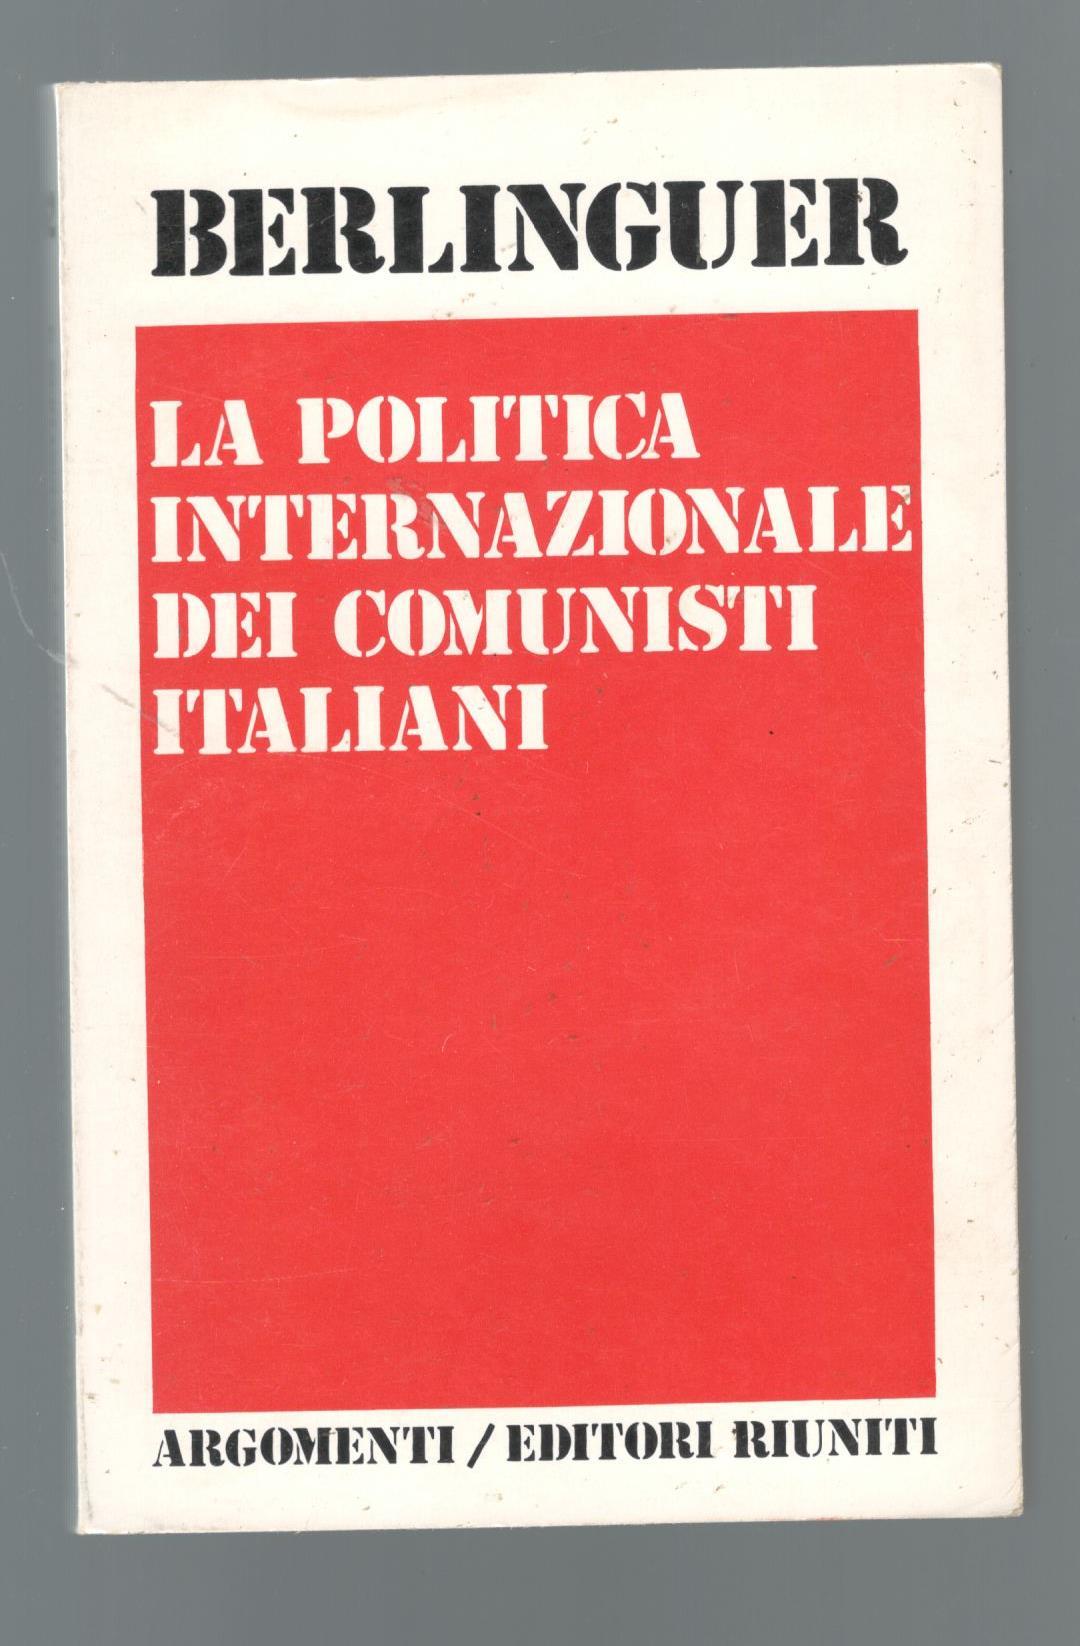 BERLINGUER
LA POLITICA
INTERNAZIONALE
DEI COMUNISTI
ITALIANI
ARGOMENTI / EDITORI RIUNITI